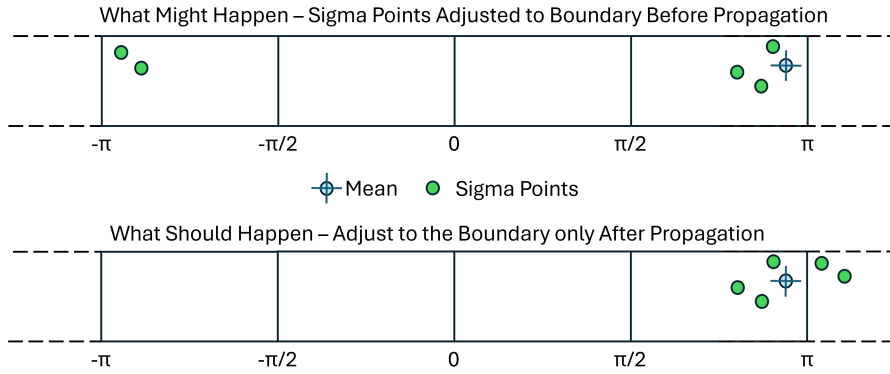 What Might Happen – Sigma Points Adjusted to Boundary Before Propagation
-π -π/2 0 π/2 π
Mean Sigma Points
What Should Happen – Adjust to the Boundary only After Propagation
-π -π/2 0 π/2 π